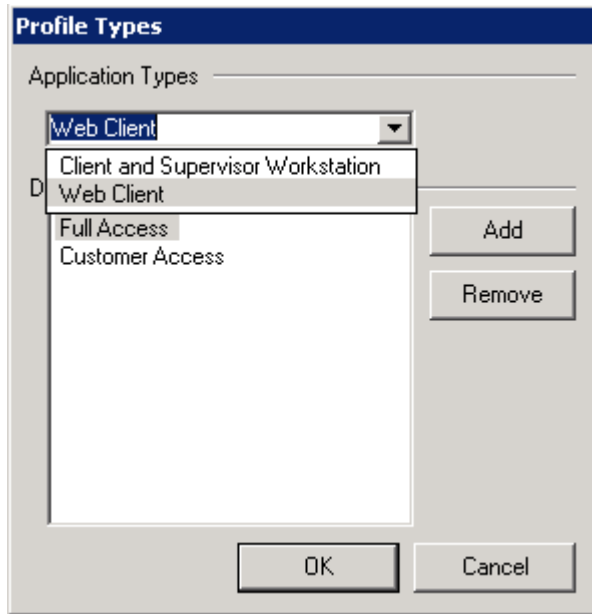 Profile Types
Application Types
Web Client
Client and Supervisor Workstation
D
Web Client
Full Access
Customer Access
Add
Remove
OK
Cancel